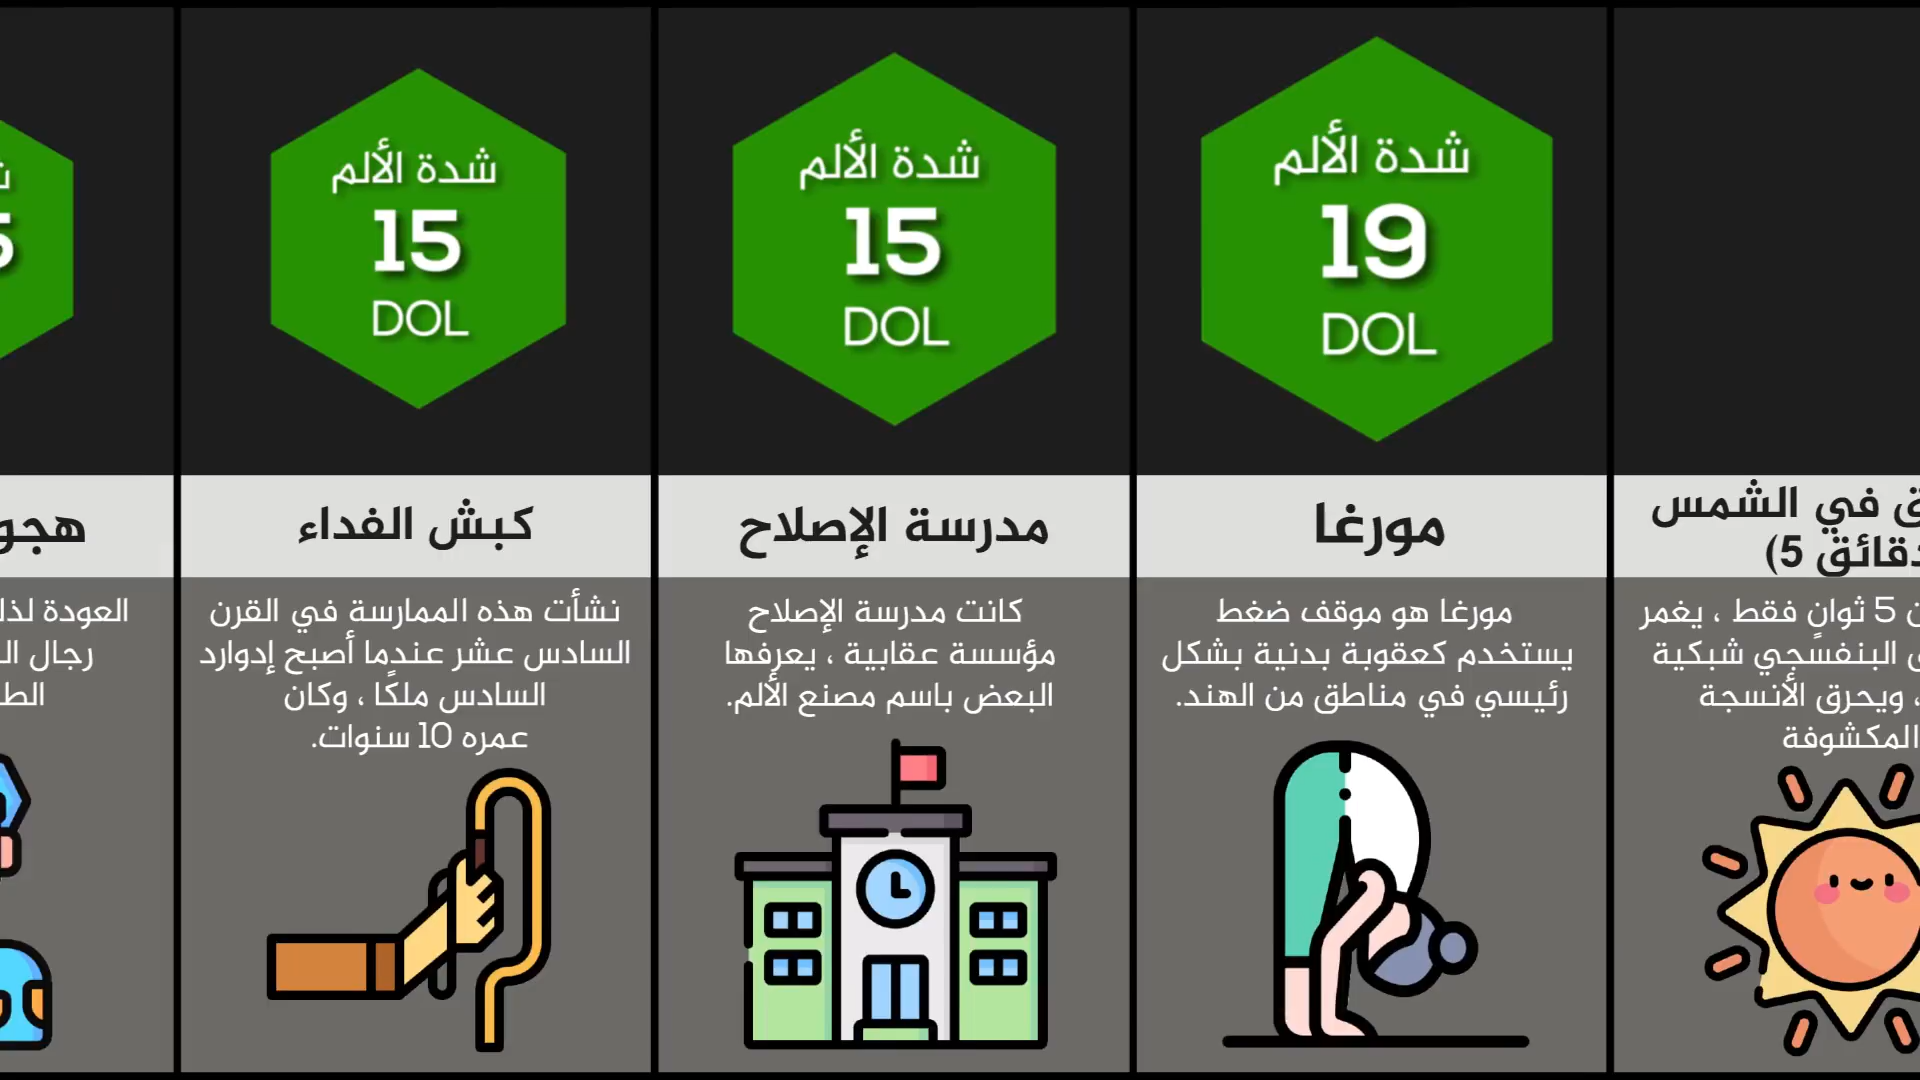 شدة الألم
15
DOL
كبش الفداء
نشأت هذه الممارسة في القرن
السادس عشر عندما أصبح إدوارد
السادس ملكًا ، وكان
عمره 10 سنوات.
شدة الألم
15
DOL
مدرسة الإصلاح
كانت مدرسة الإصلاح
مؤسسة عقابية ، يعرفها
البعض باسم مصنع الألم.
شدة الألم
19
DOL
مورغا
مورغا هو موقف ضغط
يستخدم كعقوبة بدنية بشكل
رئيسي في مناطق من الهند.
في الشمس
5 دقائق)
5 ثوانٍ فقط ، يغمر
البنفسجي شبكية
، ويحرق الأنسجة
المكشوفة
العودة
رجال